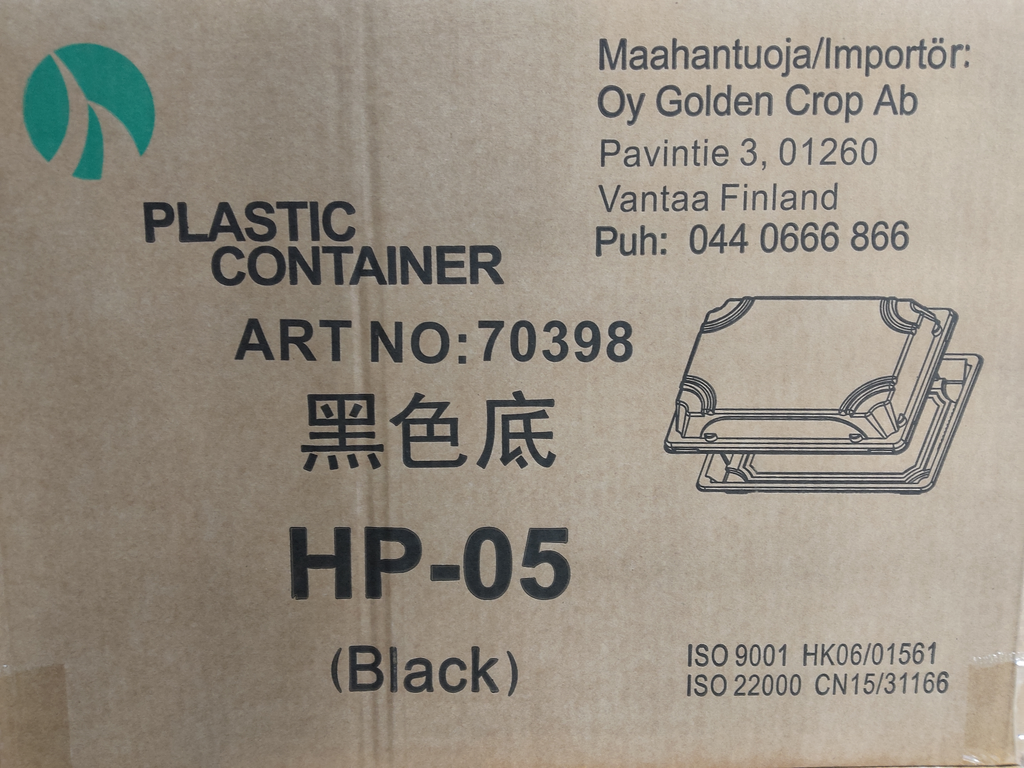 Maahantuoja/Importör:
Oy Golden Crop Ab
Pavintie 3, 01260
Vantaa Finland
Puh: 044 0666 866
PLASTIC
CONTAINER
ART NO:70398
黑色底
HP-05
(Black)
ISO 9001 HK06/01561
ISO 22000 CN15/31166